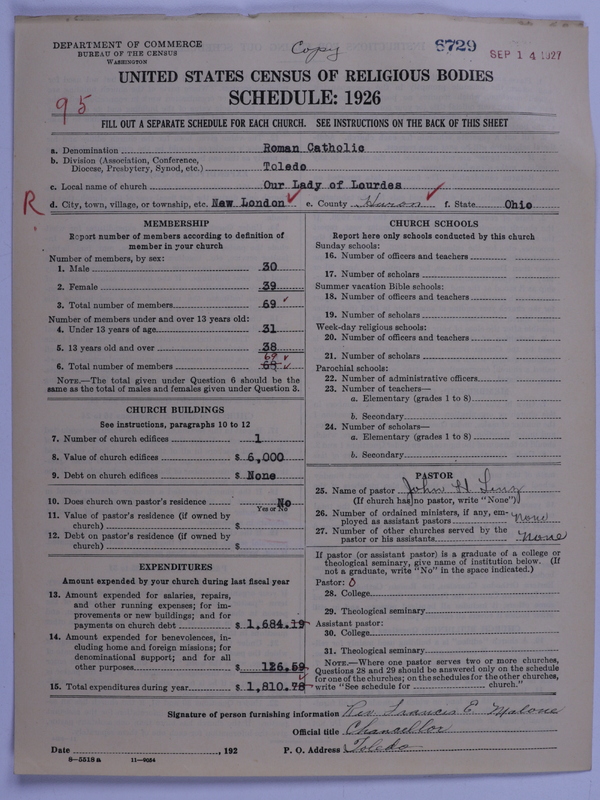 DEPARTMENT OF COMMERCE
BUREAU OF THE CENSUS
WASHINGTON
Copy
6729
SEP 14 1927
UNITED STATES CENSUS OF RELIGIOUS BODIES
SCHEDULE: 1926
95
FILL OUT A SEPARATE SCHEDULE FOR EACH CHURCH. SEE INSTRUCTIONS ON THE BACK OF THIS SHEET
a. Denomination Roman Catholic
b. Division (Association, Conference,
Diocese, Presbytery, Synod, etc.) Toledo
c. Local name of church Our Lady of Lourdes
R d. City, town, village, or township, etc. New London e. County Huron f. State Ohio
MEMBERSHIP
Report number of members according to definition of
member in your church
Number of members, by sex:
1. Male 30
2. Female 39
3. Total number of members 69
Number of members under and over 13 years old:
4. Under 13 years of age 31
5. 13 years old and over 38
69
6. Total number of members 69
NOTE.—The total given under Question 6 should be
same as the total of males and females given under Question 3.
CHURCH BUILDINGS
See instructions, paragraphs 10 to 12
7. Number of church edifices 1
8. Value of church edifices $ 6,000
9. Debt on church edifices $ None
10. Does church own pastor's residence No
Yes or No
11. Value of pastor's residence (if owned by
church) $
12. Debt on pastor's residence (if owned by
church) $
EXPENDITURES
Amount expended by your church during last fiscal year
13. Amount expended for salaries, repairs,
and other running expenses; for im-
provements or new buildings; and for
payments on church debt $ 1,684.19
14. Amount expended for benevolences, in-
cluding home and foreign missions; for
denominational support; and for all
other purposes $ 126.59
15. Total expenditures during year $ 1,810.78
CHURCH SCHOOLS
Report here only schools conducted by this church
Sunday schools:
16. Number of officers and teachers
17. Number of scholars
Summer vacation Bible schools:
18. Number of officers and teachers
19. Number of scholars
Week-day religious schools:
20. Number of officers and teachers
21. Number of scholars
Parochial schools:
22. Number of administrative officers
23. Number of teachers—
a. Elementary (grades 1 to 8)
b. Secondary
24. Number of scholars—
a. Elementary (grades 1 to 8)
b. Secondary
PASTOR
25. Name of pastor John H
(If church has no pastor, write "None")
26. Number of ordained ministers, if any, em-
ployed as assistant pastors none
27. Number of other churches served by the
pastor or his assistants None
If pastor (or assistant pastor) is a graduate of a college or
theological seminary, give name of institution below. (If
not a graduate, write "No" in the space indicated.)
Pastor: 0
28. College
29. Theological seminary
Assistant pastor:
30. College
31. Theological seminary
NOTE.—Where one pastor serves two or more churches,
Questions 28 and 29 should be answered only on the schedule
for one of the churches; on the schedules for the other churches,
write "See schedule for church."
Signature of person furnishing information Rev. Francis E. Malone
Official title Chancellor
Date , 192 P. O. Address Toledo
8—5518a 11—9054